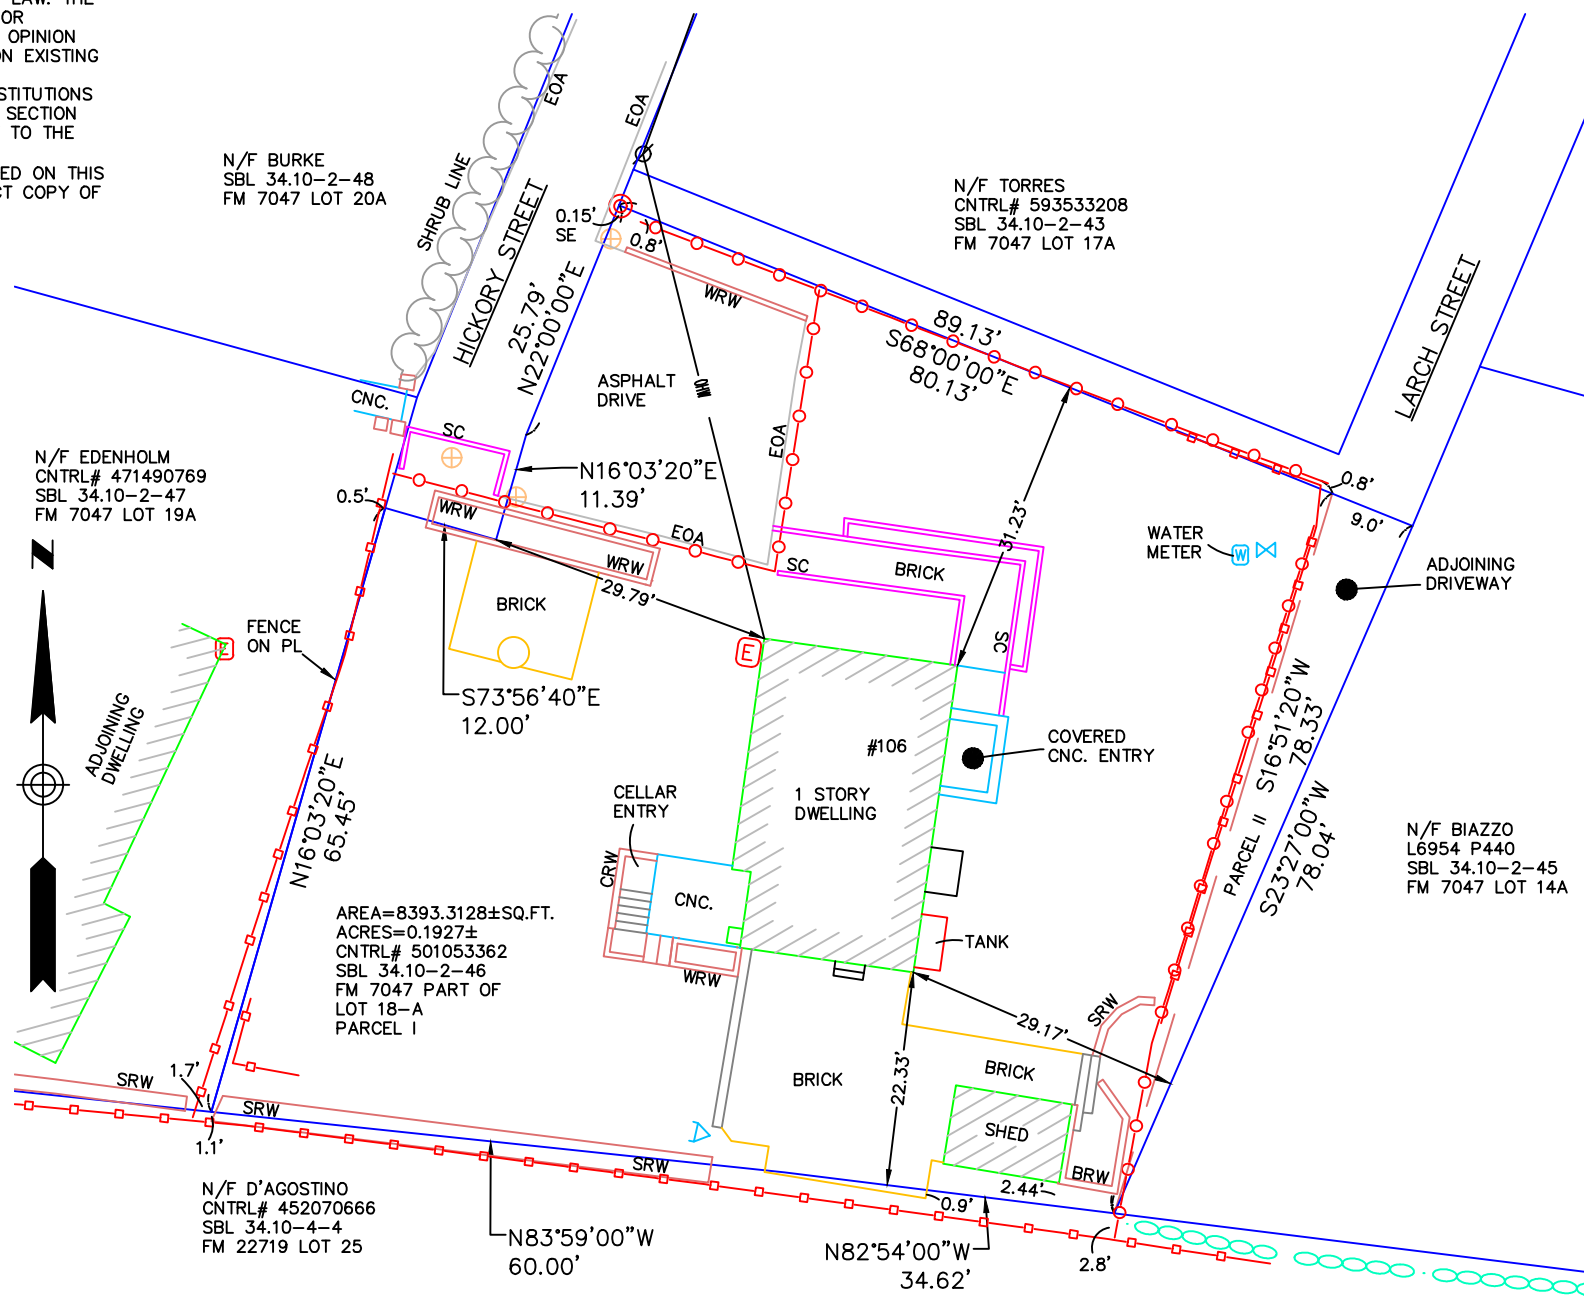 LAW. THE
OR
OPINION
ON EXISTING
STITUTIONS
SECTION
TO THE
ED ON THIS
CT COPY OF
N/F BURKE
SBL 34.10-2-48
FM 7047 LOT 20A
SHRUB LINE
EOA
EOA
HICKORY STREET
0.15'
SE
0.8'
25.79'
N22°00'00"E
WRW
N/F TORRES
CNTRL# 593533208
SBL 34.10-2-43
FM 7047 LOT 17A
89.13'
S68°00'00"E
80.13'
LARCH STREET
ASPHALT
DRIVE
OHW
EOA
CNC.
SC
N16°03'20"E
11.39'
N/F EDENHOLM
CNTRL# 471490769
SBL 34.10-2-47
FM 7047 LOT 19A
0.5'
WRW
EOA
WRW
BRICK
29.79'
SC
BRICK
SC
31.23'
0.8'
9.0'
WATER
METER
W
ADJOINING
DRIVEWAY
N
FENCE
ON PL
E
E
S73°56'40"E
12.00'
ADJOINING
DWELLING
#106
COVERED
CNC. ENTRY
1 STORY
DWELLING
CELLAR
ENTRY
CRW
CNC.
WRW
TANK
N16°03'20"E
65.45'
S16°51'20"W
78.33'
PARCEL II
S23°27'00"W
78.04'
N/F BIAZZO
L6954 P440
SBL 34.10-2-45
FM 7047 LOT 14A
AREA=8393.3128±SQ.FT.
ACRES=0.1927±
CNTRL# 501053362
SBL 34.10-2-46
FM 7047 PART OF
LOT 18-A
PARCEL I
SRW
29.17'
22.33'
BRICK
BRICK
SHED
BRW
SRW
1.7'
SRW
1.1'
SRW
2.44'
0.9'
2.8'
N/F D'AGOSTINO
CNTRL# 452070666
SBL 34.10-4-4
FM 22719 LOT 25
N83°59'00"W
60.00'
N82°54'00"W
34.62'